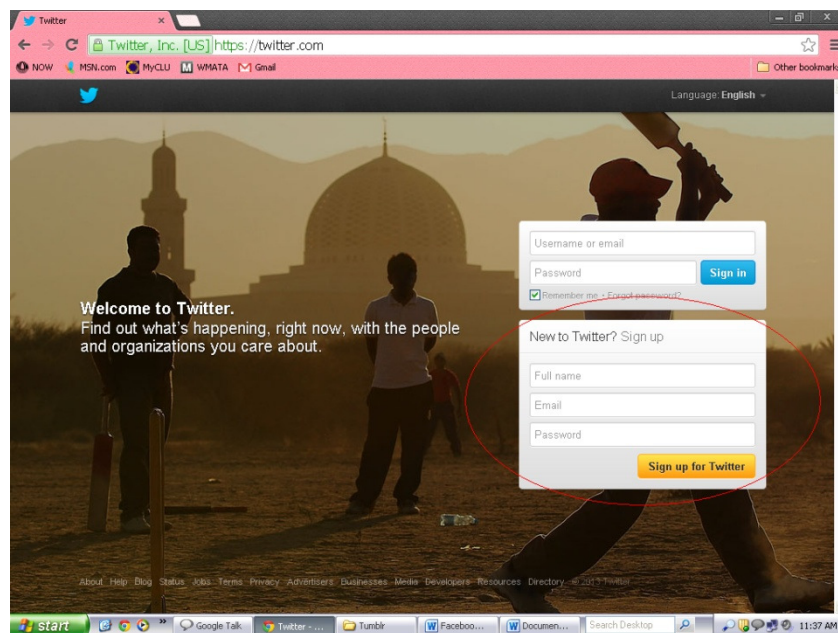 Twitter
Twitter, Inc. [US] https://twitter.com
NOW MSN.com MyCLU M WMATA Gmail Other bookmarks
Language: English
Username or email
Password Sign in
Remember me · Forgot password?
Welcome to Twitter.
Find out what's happening, right now, with the people
and organizations you care about.
New to Twitter? Sign up
Full name
Email
Password
Sign up for Twitter
About Help Blog Status Jobs Terms Privacy Advertisers Businesses Media Developers Resources Directory © 2013 Twitter
start Google Talk Twitter - ... Tumblr W Faceboo... W Documen... Search Desktop 11:37 AM